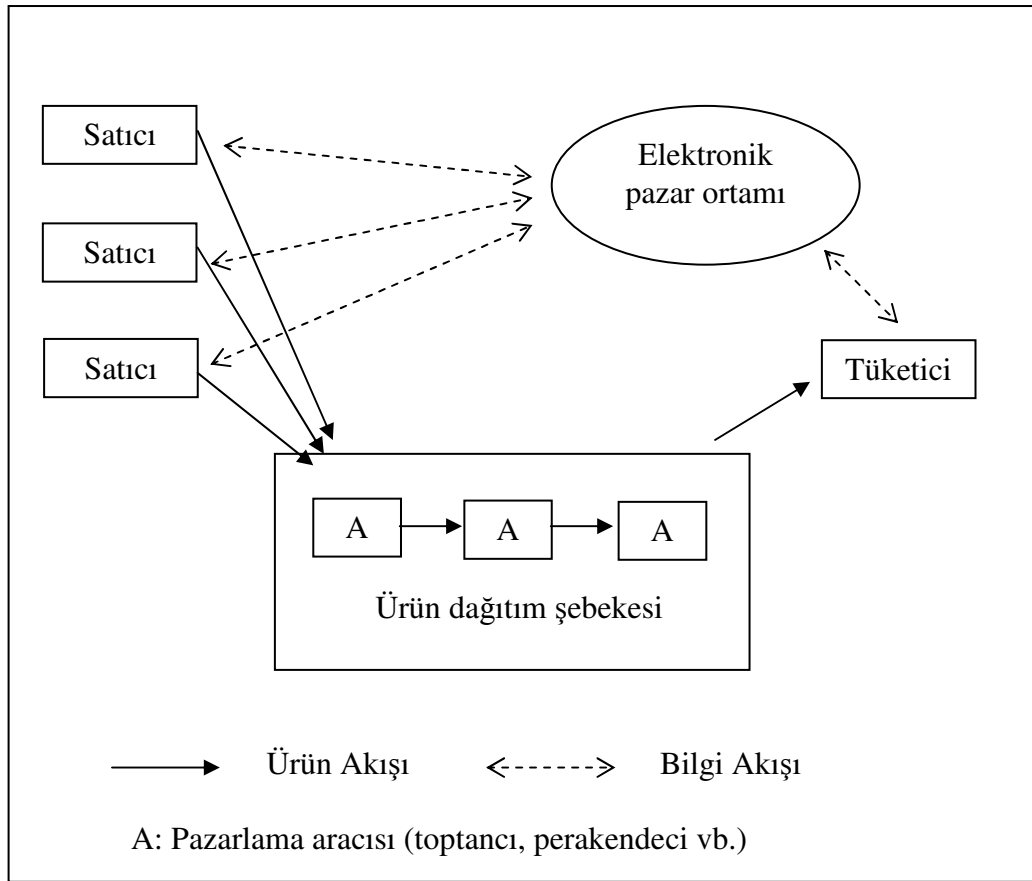 Satıcı
Elektronik
pazar ortamı
Satıcı
Satıcı
Tüketici
A
A
A
Ürün dağıtım şebekesi
Ürün Akışı
Bilgi Akışı
A: Pazarlama aracısı (toptancı, perakendeci vb.)